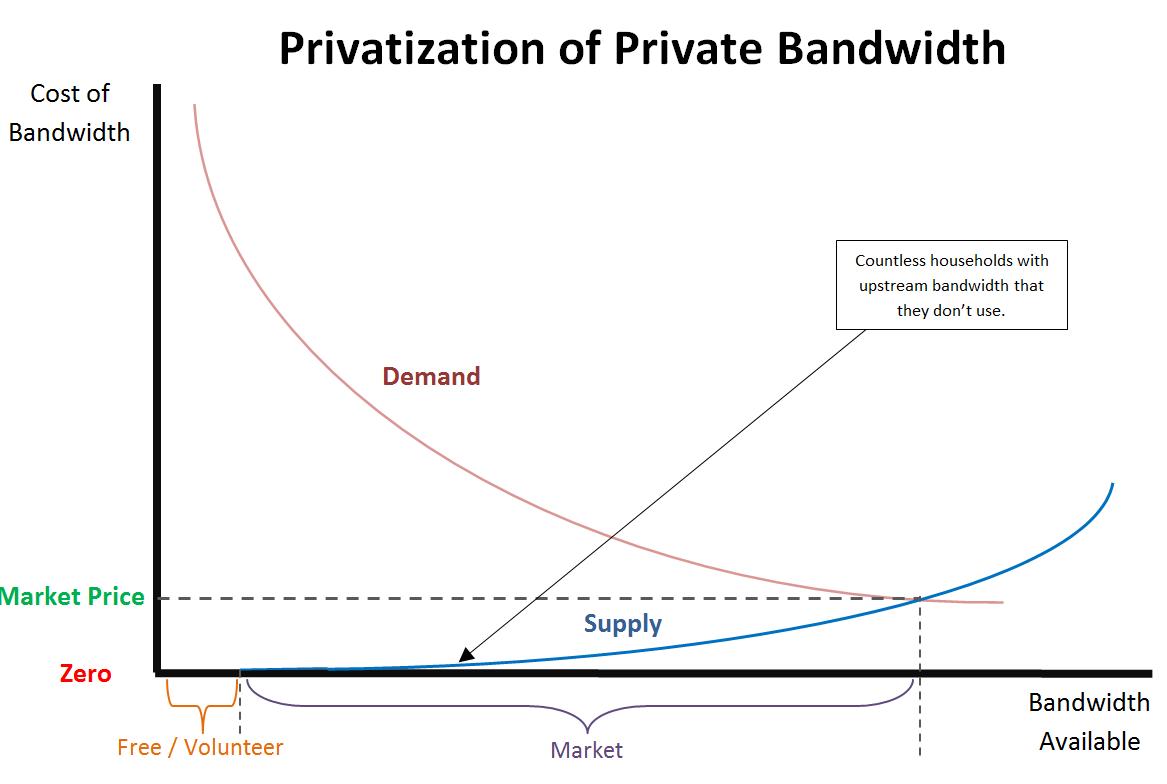 Privatization of Private Bandwidth
Cost of
Bandwidth
Countless households with
upstream bandwidth that
they don’t use.
Demand
Market Price
Supply
Zero
Bandwidth
Available
Free / Volunteer
Market